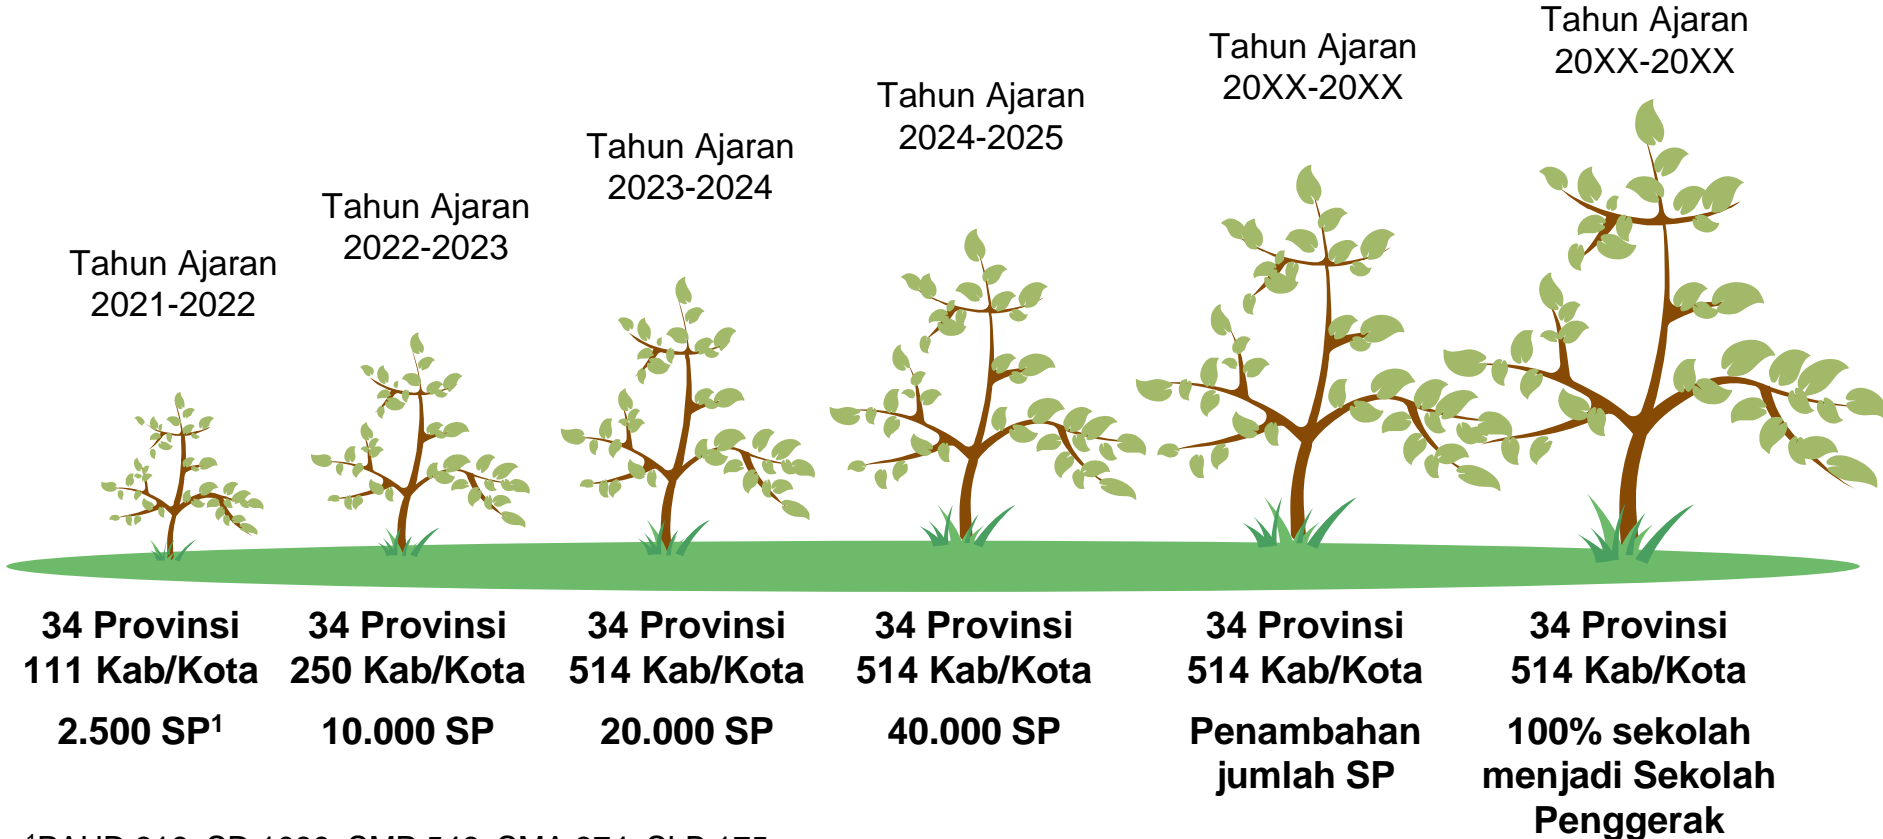 Tahun Ajaran
2021-2022
Tahun Ajaran
2022-2023
Tahun Ajaran
2023-2024
Tahun Ajaran
2024-2025
Tahun Ajaran
20XX-20XX
Tahun Ajaran
20XX-20XX
34 Provinsi
111 Kab/Kota
2.500 SP¹
34 Provinsi
250 Kab/Kota
10.000 SP
34 Provinsi
514 Kab/Kota
20.000 SP
34 Provinsi
514 Kab/Kota
40.000 SP
34 Provinsi
514 Kab/Kota
Penambahan
jumlah SP
34 Provinsi
514 Kab/Kota
100% sekolah
menjadi Sekolah
Penggerak